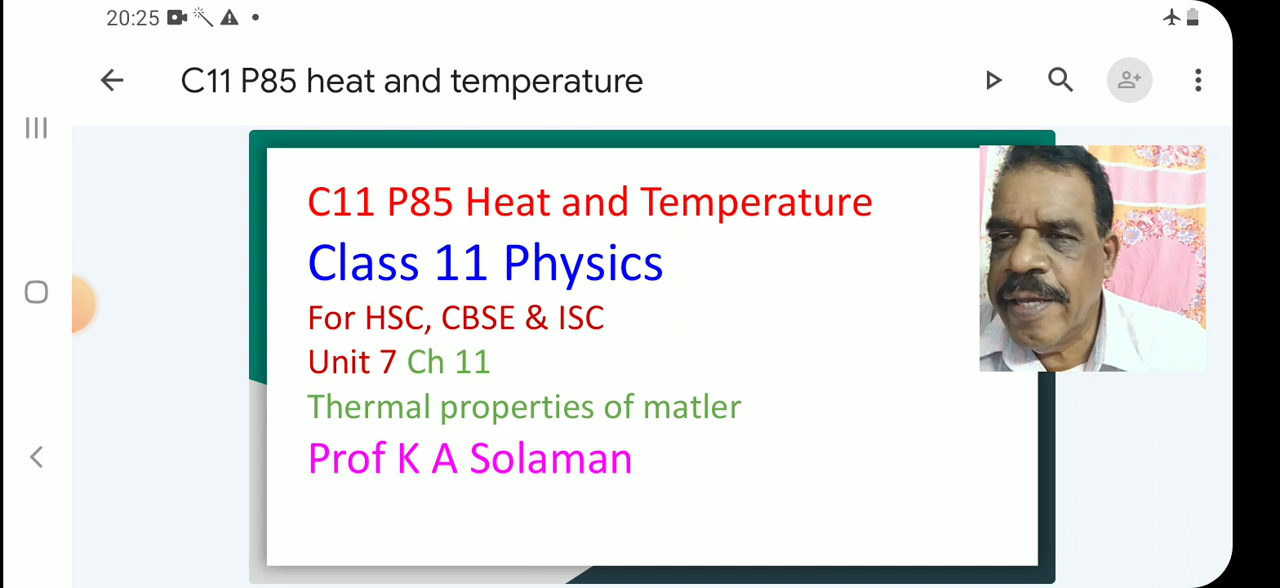 20:25
C11 P85 heat and temperature
C11 P85 Heat and Temperature
Class 11 Physics
For HSC, CBSE & ISC
Unit 7 Ch 11
Thermal properties of matler
Prof K A Solaman